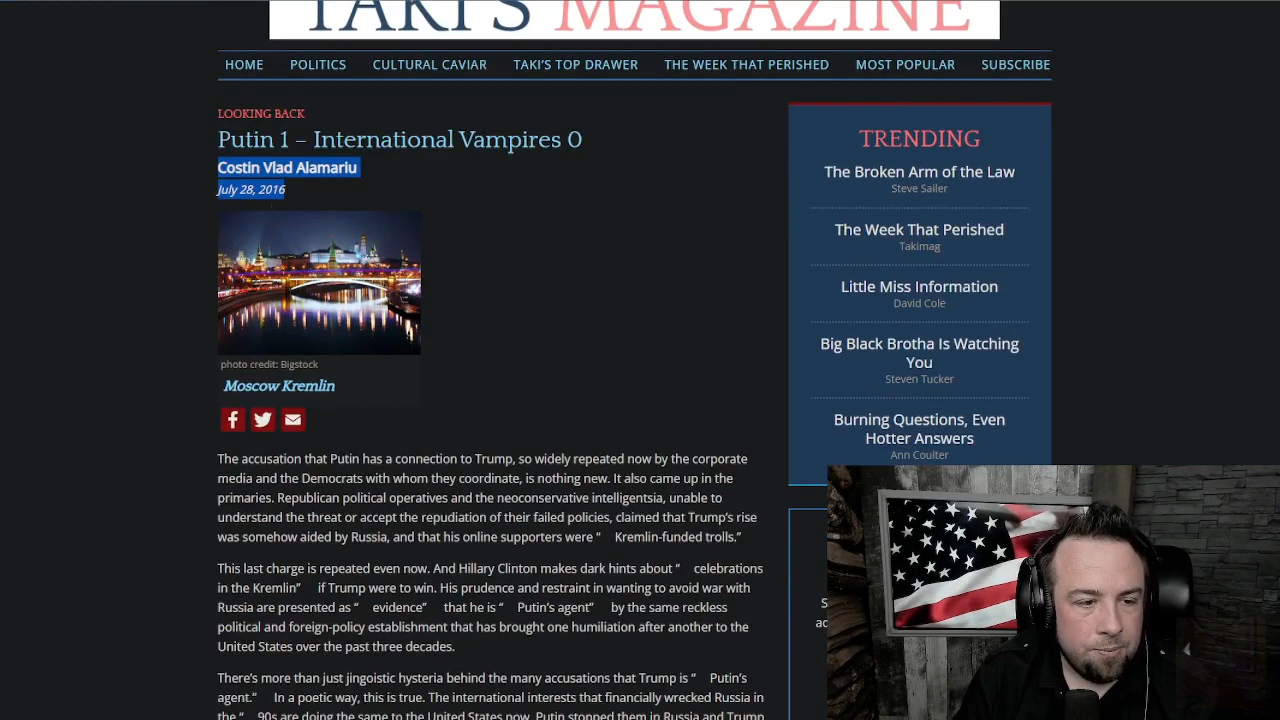 TAKI'S MAGAZINE
HOME POLITICS CULTURAL CAVIAR TAKI'S TOP DRAWER THE WEEK THAT PERISHED MOST POPULAR SUBSCRIBE
LOOKING BACK
Putin 1 – International Vampires 0
Costin Vlad Alamariu
July 28, 2016
photo credit: Bigstock
Moscow Kremlin
The accusation that Putin has a connection to Trump, so widely repeated now by the corporate
media and the Democrats with whom they coordinate, is nothing new. It also came up in the
primaries. Republican political operatives and the neoconservative intelligentsia, unable to
understand the threat or accept the repudiation of their failed policies, claimed that Trump's rise
was somehow aided by Russia, and that his online supporters were “ Kremlin-funded trolls.”
This last charge is repeated even now. And Hillary Clinton makes dark hints about “ celebrations
in the Kremlin” if Trump were to win. His prudence and restraint in wanting to avoid war with
Russia are presented as “ evidence” that he is “ Putin's agent” by the same reckless
political and foreign-policy establishment that has brought one humiliation after another to the
United States over the past three decades.
There's more than just jingoistic hysteria behind the many accusations that Trump is “ Putin's
agent.” In a poetic way, this is true. The international interests that financially wrecked Russia in
the “ 90s are doing the same to the United States now. Putin stopped them in Russia and Trump
TRENDING
The Broken Arm of the Law
Steve Sailer
The Week That Perished
Takimag
Little Miss Information
David Cole
Big Black Brotha Is Watching
You
Steven Tucker
Burning Questions, Even
Hotter Answers
Ann Coulter